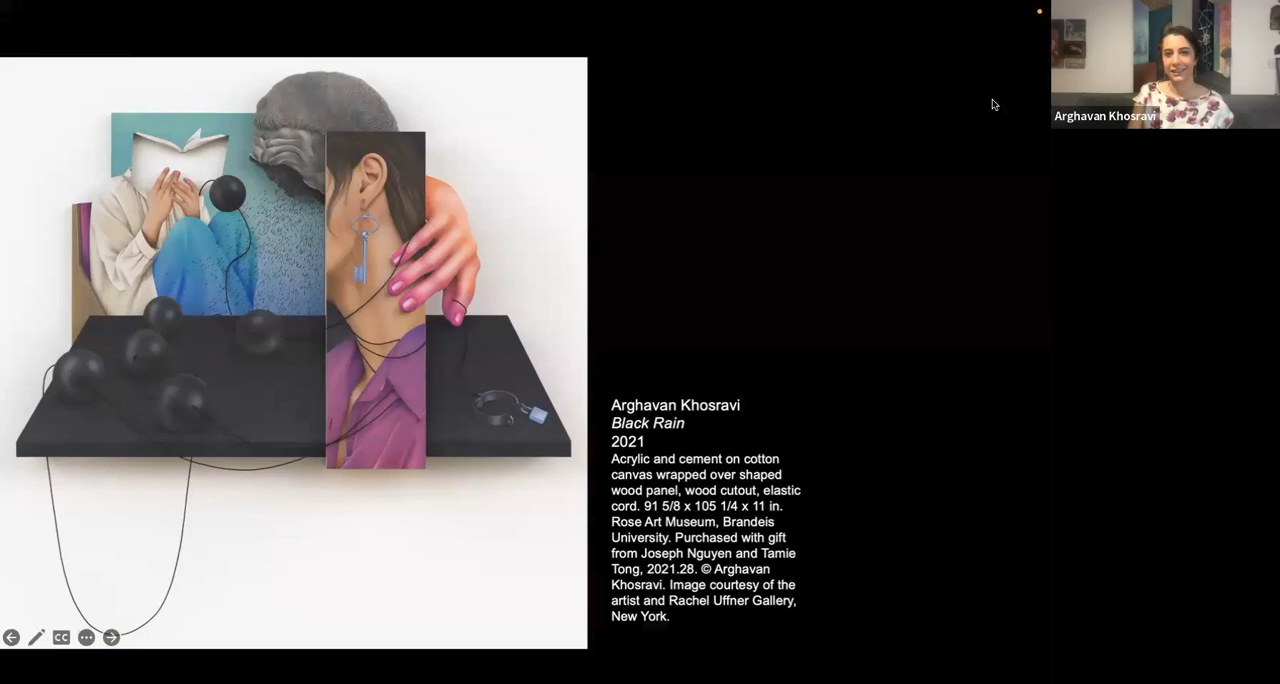 Arghavan Khosravi
Arghavan Khosravi
Black Rain
2021
Acrylic and cement on cotton
canvas wrapped over shaped
wood panel, wood cutout, elastic
cord. 91 5/8 x 105 1/4 x 11 in.
Rose Art Museum, Brandeis
University. Purchased with gift
from Joseph Nguyen and Tamie
Tong, 2021.28. © Arghavan
Khosravi. Image courtesy of the
artist and Rachel Uffner Gallery,
New York.
CC